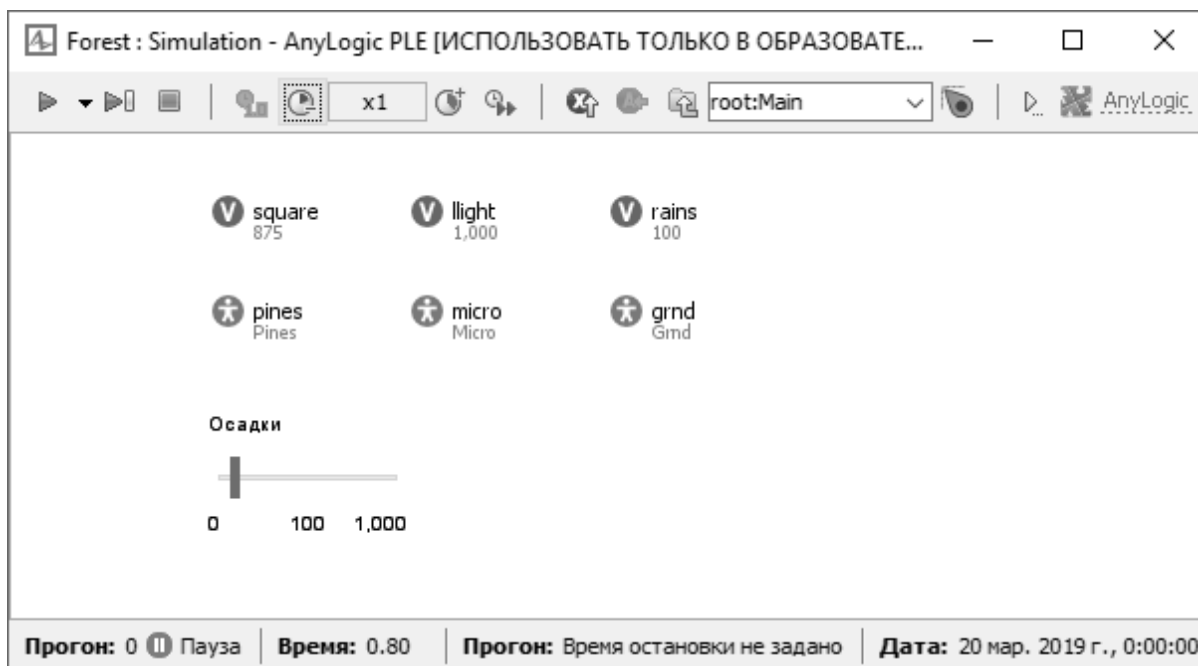 Forest : Simulation - AnyLogic PLE [ИСПОЛЬЗОВАТЬ ТОЛЬКО В ОБРАЗОВАТЕ...
x1 root:Main AnyLogic
square llight rains
875 1,000 100
pines micro grnd
Pines Micro Grnd
Осадки
0 100 1,000
Прогон: 0 Пауза Время: 0.80 Прогон: Время остановки не задано Дата: 20 мар. 2019 г., 0:00:00